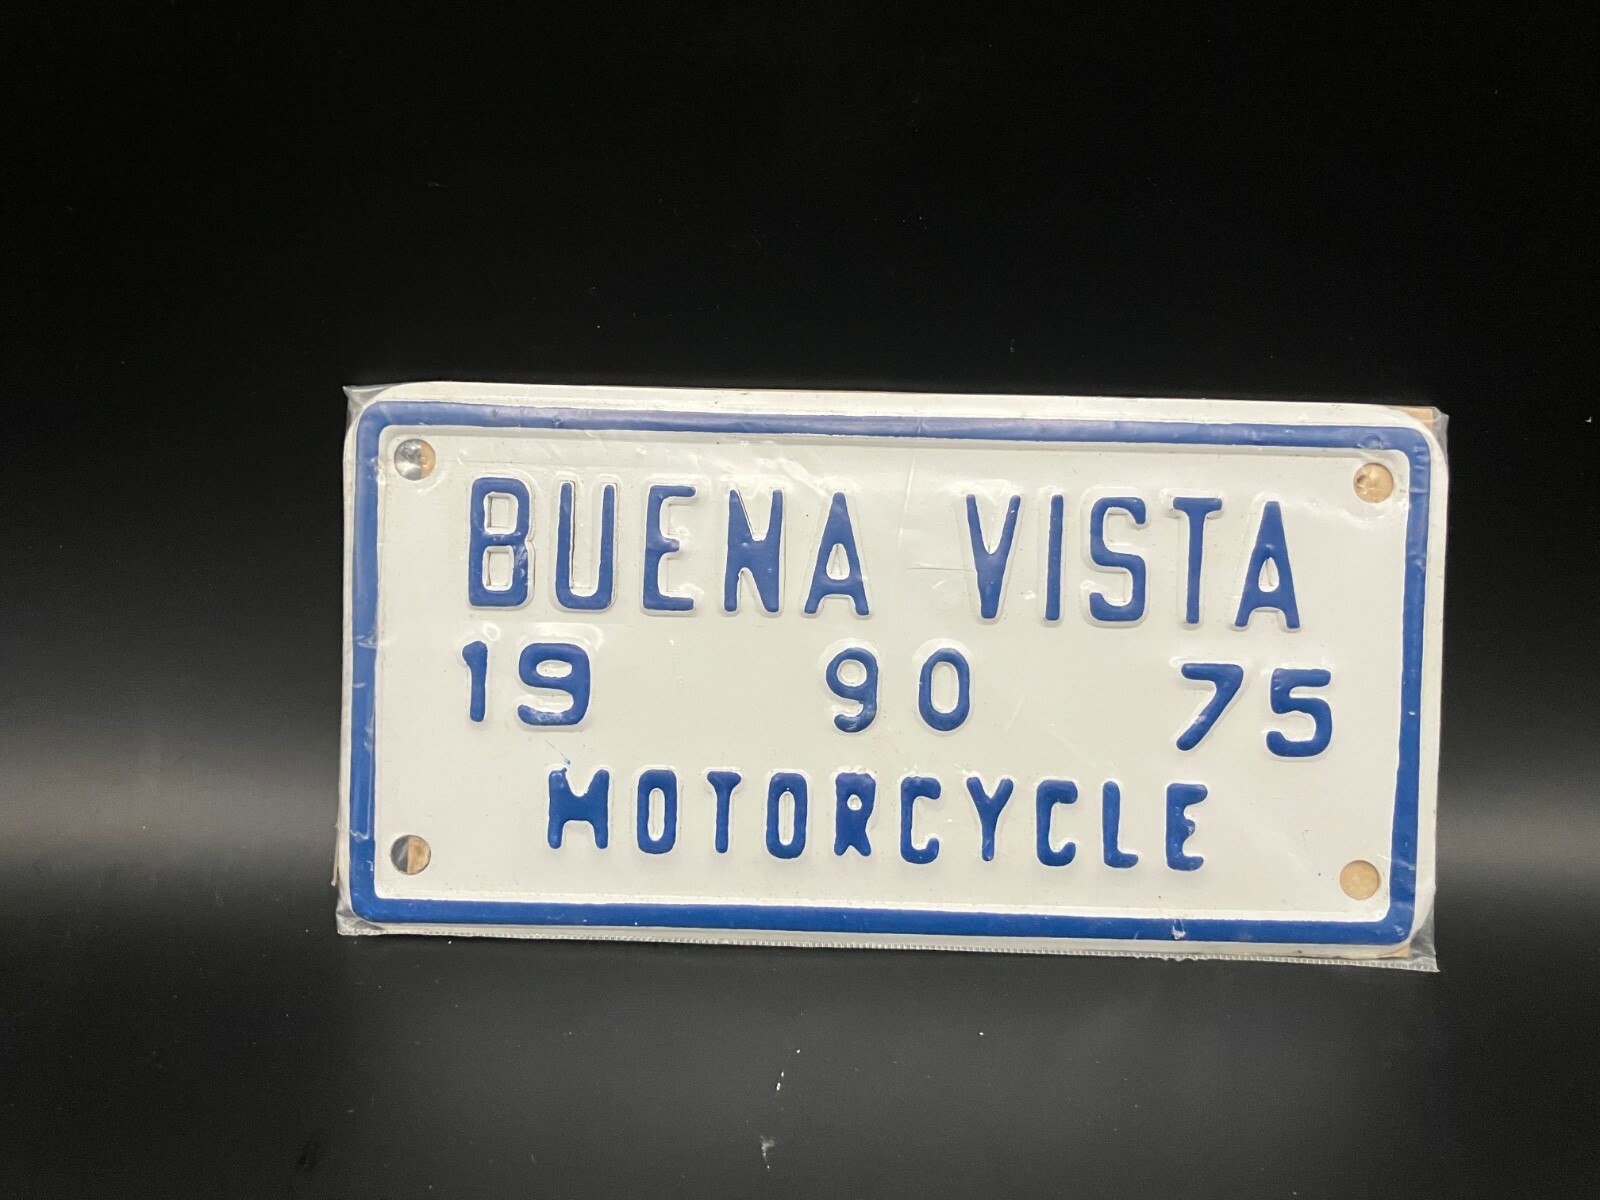 BUENA VISTA
19 90 75
MOTORCYCLE